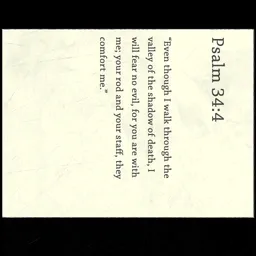 Psalm 34:4
"Even though I walk through the
valley of the shadow of death, I
will fear no evil, for you are with
me; your rod and your staff, they
comfort me."